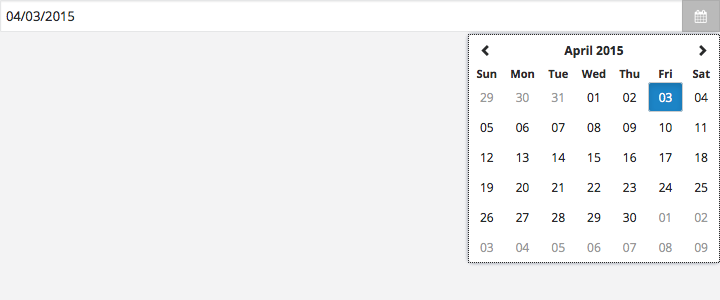 04/03/2015
April 2015
Sun Mon Tue Wed Thu Fri Sat
29 30 31 01 02 03 04
05 06 07 08 09 10 11
12 13 14 15 16 17 18
19 20 21 22 23 24 25
26 27 28 29 30 01 02
03 04 05 06 07 08 09